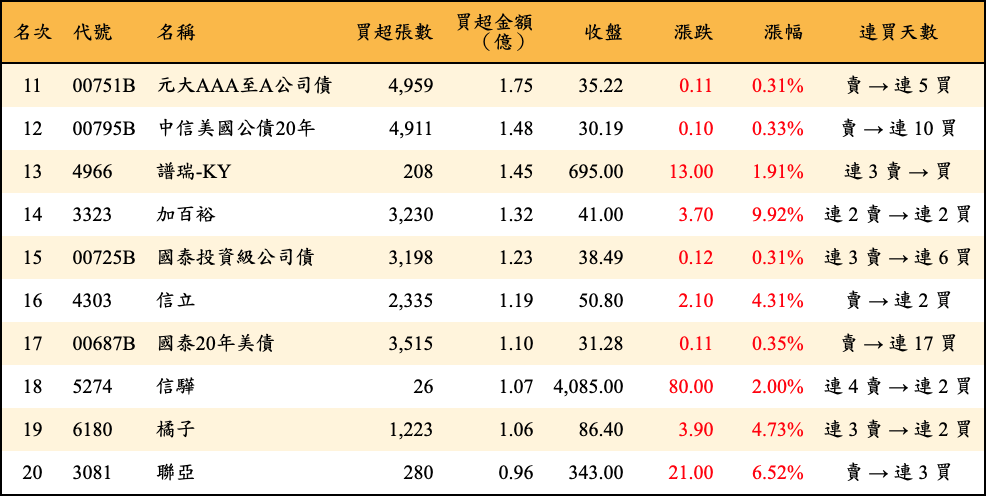 名次 代號 名稱 買超張數 買超金額（億） 收盤 漲跌 漲幅 連買天數
11 00751B 元大AAA至A公司債 4,959 1.75 35.22 0.11 0.31% 賣 → 連 5 買
12 00795B 中信美國公債20年 4,911 1.48 30.19 0.10 0.33% 賣 → 連 10 買
13 4966 譜瑞-KY 208 1.45 695.00 13.00 1.91% 連 3 賣 → 買
14 3323 加百裕 3,230 1.32 41.00 3.70 9.92% 連 2 賣 → 連 2 買
15 00725B 國泰投資級公司債 3,198 1.23 38.49 0.12 0.31% 連 3 賣 → 連 6 買
16 4303 信立 2,335 1.19 50.80 2.10 4.31% 賣 → 連 2 買
17 00687B 國泰20年美債 3,515 1.10 31.28 0.11 0.35% 賣 → 連 17 買
18 5274 信驊 26 1.07 4,085.00 80.00 2.00% 連 4 賣 → 連 2 買
19 6180 橘子 1,223 1.06 86.40 3.90 4.73% 連 3 賣 → 連 2 買
20 3081 聯亞 280 0.96 343.00 21.00 6.52% 賣 → 連 3 買